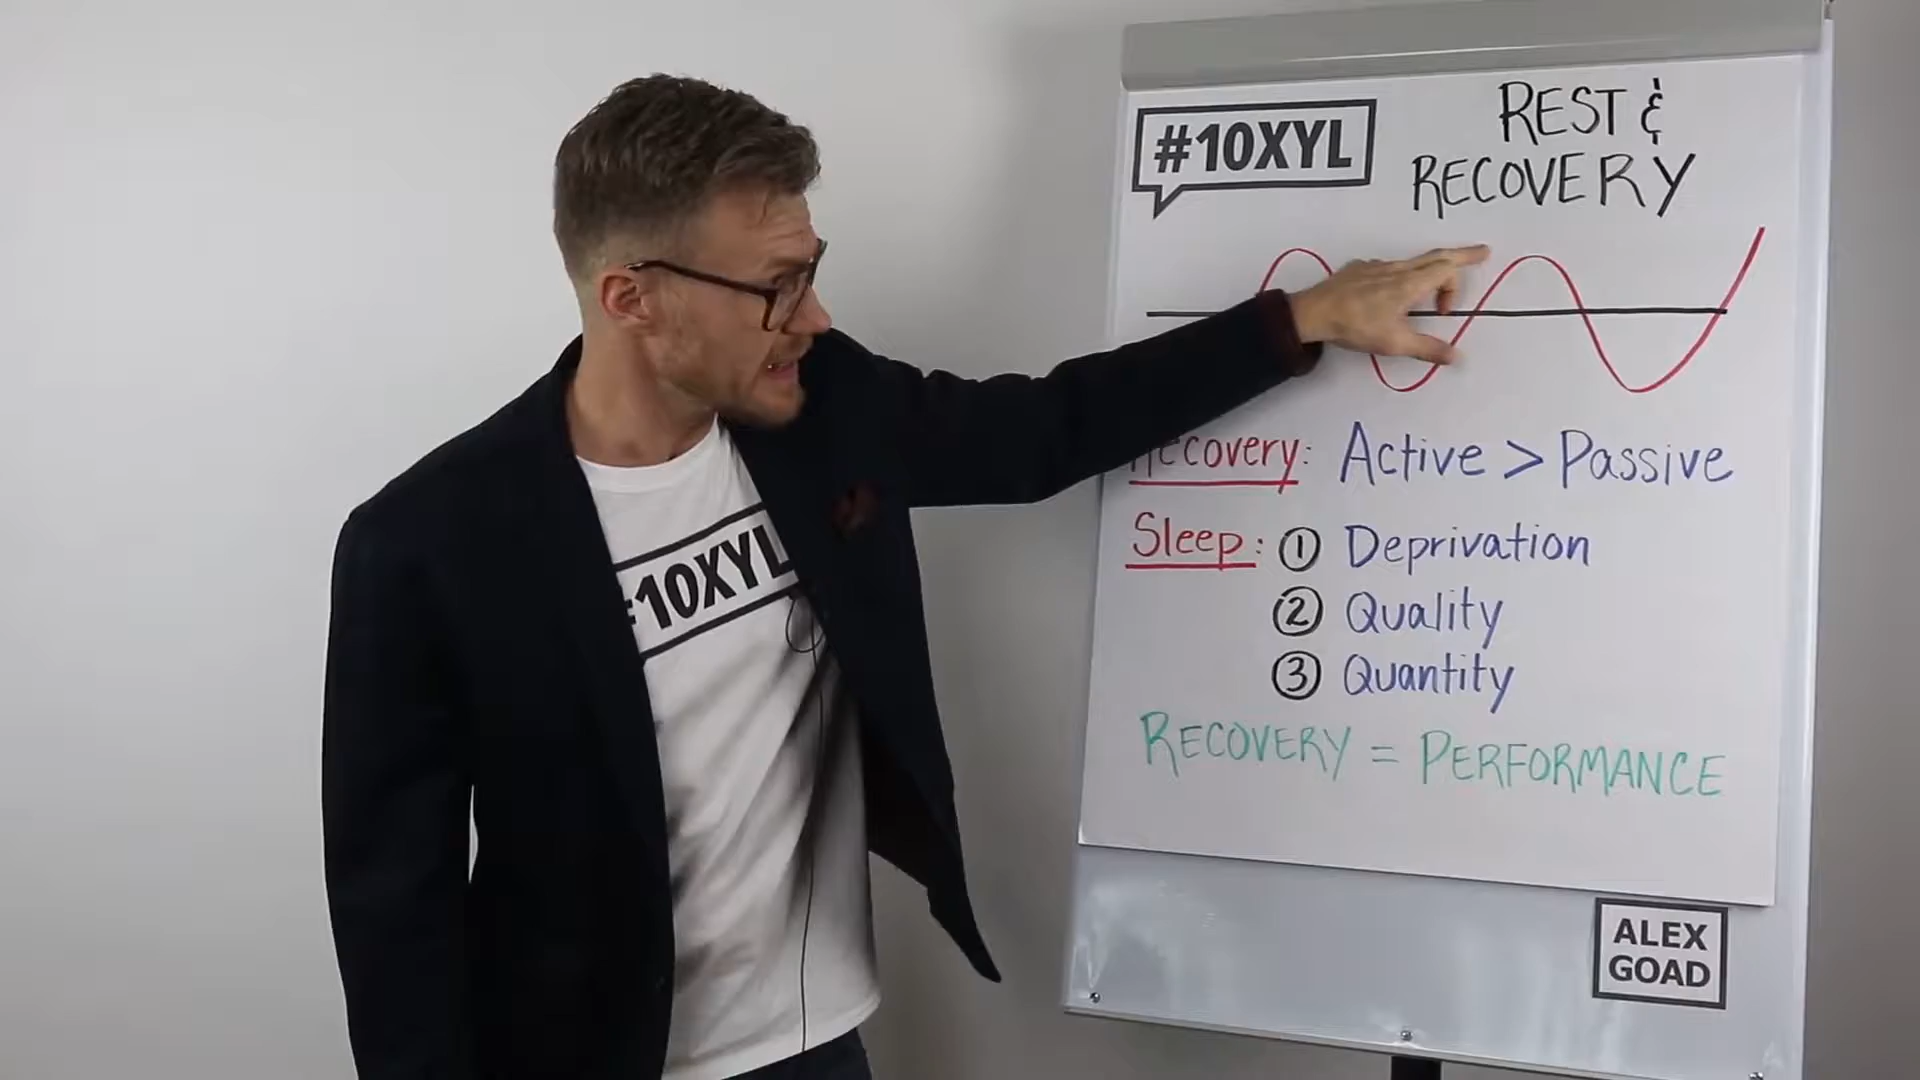 #10XYL
REST &
RECOVERY
Recovery: Active > Passive
Sleep: ① Deprivation
② Quality
③ Quantity
RECOVERY = PERFORMANCE
ALEX
GOAD
#10XYL